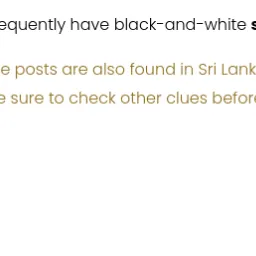 equently have black-and-white s
e posts are also found in Sri Lank
e sure to check other clues before